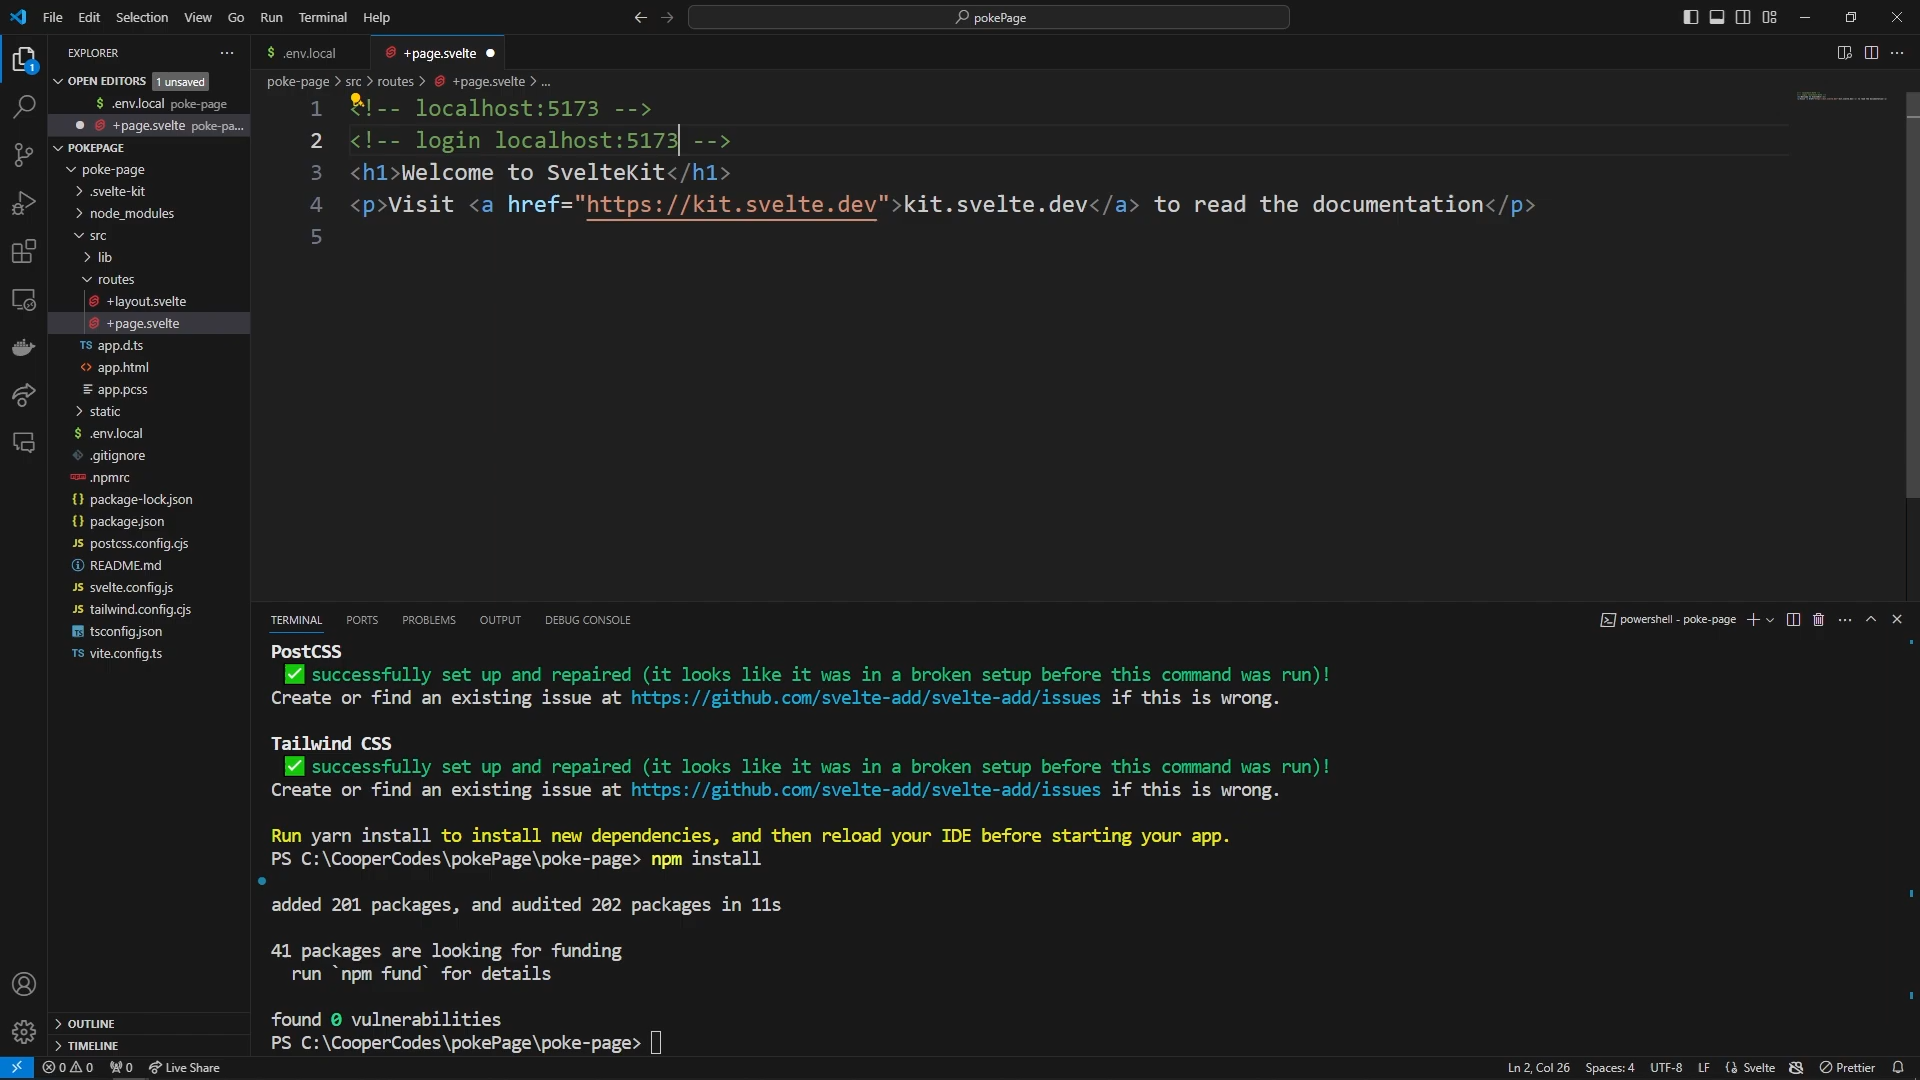 File Edit Selection View Go Run Terminal Help
pokePage
EXPLORER
OPEN EDITORS 1 unsaved
$ .env.local poke-page
+page.svelte poke-pa...
POKEPAGE
poke-page
.svelte-kit
node_modules
src
lib
routes
+layout.svelte
+page.svelte
TS app.d.ts
<> app.html
app.pcss
static
$ .env.local
.gitignore
npm .npmrc
{} package-lock.json
{} package.json
JS postcss.config.cjs
README.md
JS svelte.config.js
JS tailwind.config.cjs
TS tsconfig.json
TS vite.config.ts
OUTLINE
TIMELINE
$ .env.local
+page.svelte
poke-page > src > routes > +page.svelte > ...
1 <!-- localhost:5173 -->
2 <!-- login localhost:5173 -->
3 <h1>Welcome to SvelteKit</h1>
4 <p>Visit <a href="https://kit.svelte.dev">kit.svelte.dev</a> to read the documentation</p>
5
TERMINAL PORTS PROBLEMS OUTPUT DEBUG CONSOLE
powershell - poke-page
PostCSS
✅ successfully set up and repaired (it looks like it was in a broken setup before this command was run)!
Create or find an existing issue at https://github.com/svelte-add/svelte-add/issues if this is wrong.
Tailwind CSS
✅ successfully set up and repaired (it looks like it was in a broken setup before this command was run)!
Create or find an existing issue at https://github.com/svelte-add/svelte-add/issues if this is wrong.
Run yarn install to install new dependencies, and then reload your IDE before starting your app.
PS C:\CooperCodes\pokePage\poke-page> npm install
added 201 packages, and audited 202 packages in 11s
41 packages are looking for funding
run `npm fund` for details
found 0 vulnerabilities
PS C:\CooperCodes\pokePage\poke-page>
1
0 0 0 Live Share
Ln 2, Col 26 Spaces: 4 UTF-8 LF {} Svelte Prettier